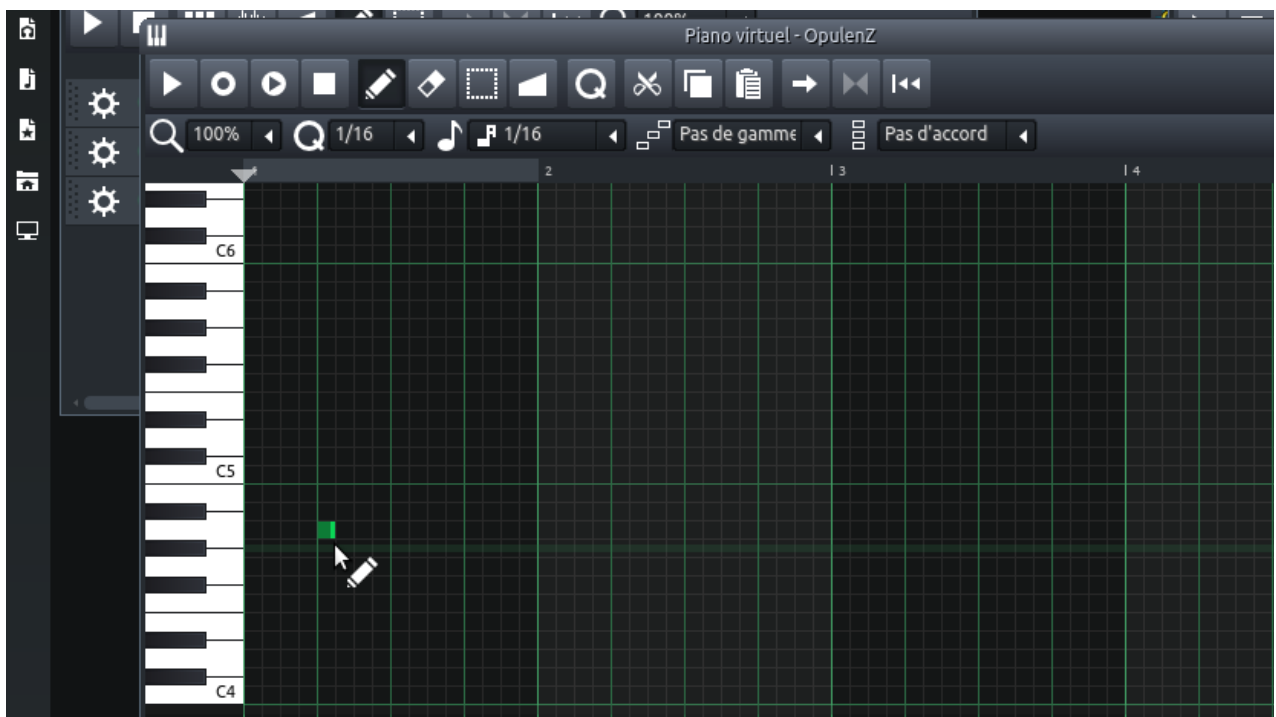 Piano virtuel - OpulenZ
100% 1/16 1/16 Pas de gamme Pas d'accord
2 3 4
C6
C5
C4